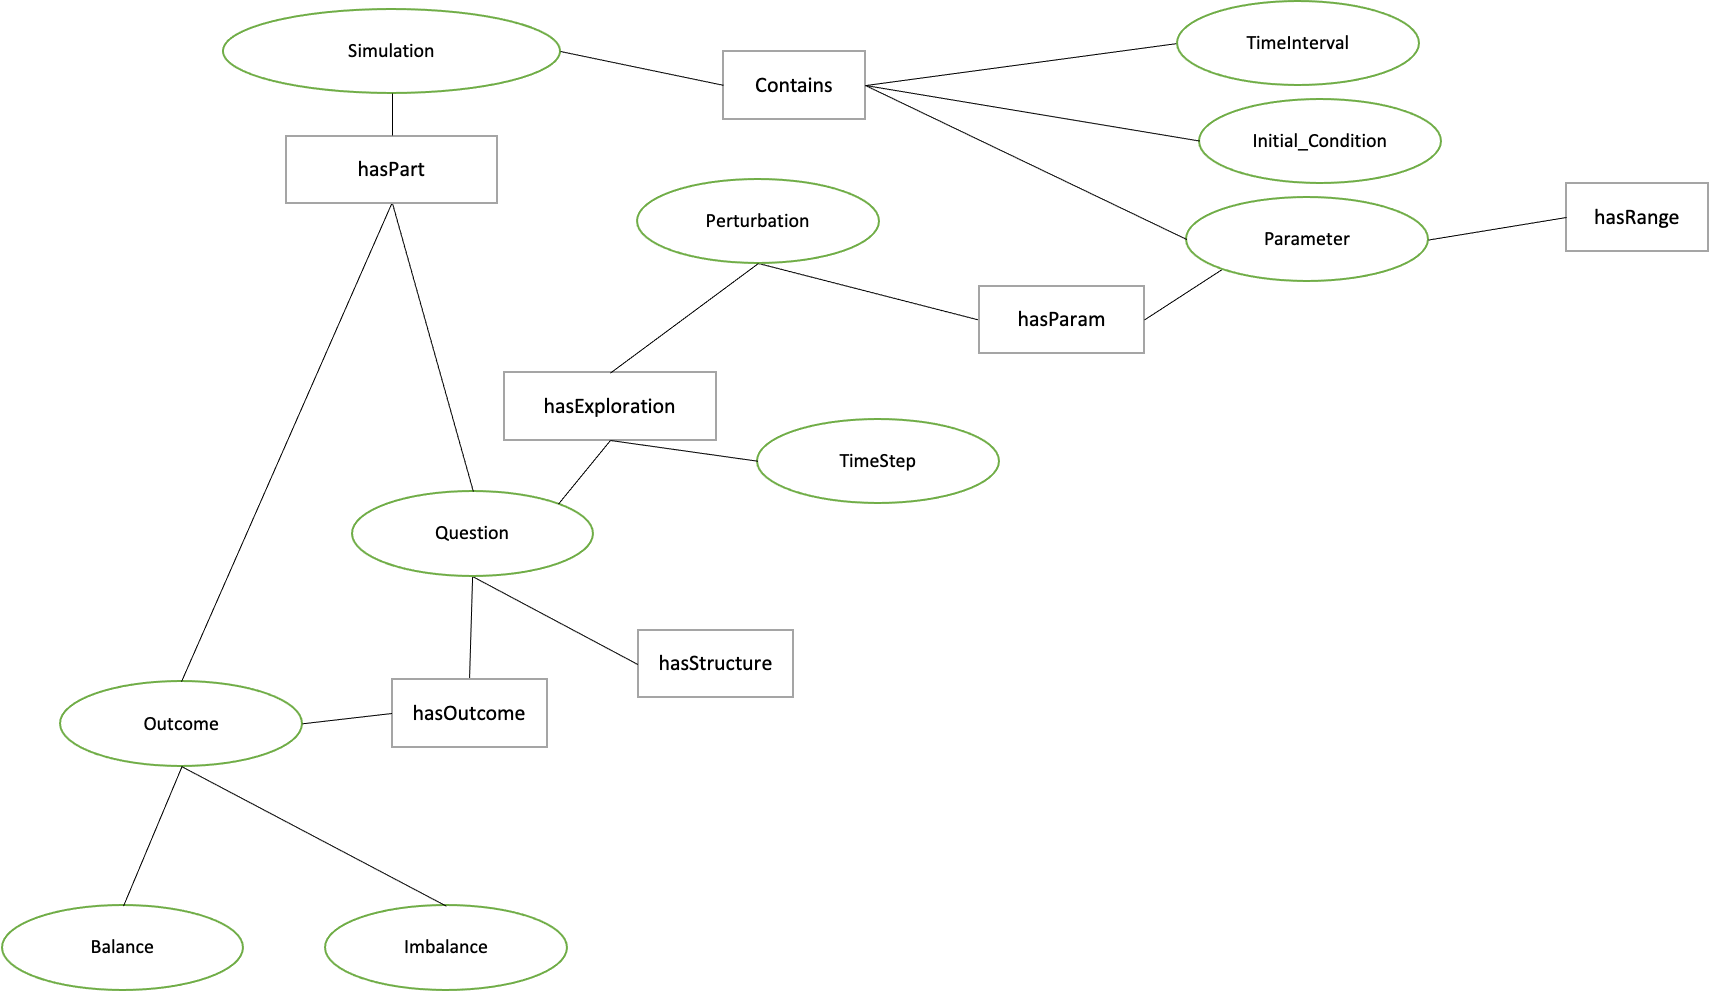 Simulation
TimeInterval
Contains
Initial_Condition
hasPart
Perturbation
Parameter
hasRange
hasParam
hasExploration
TimeStep
Question
hasStructure
hasOutcome
Outcome
Balance
Imbalance